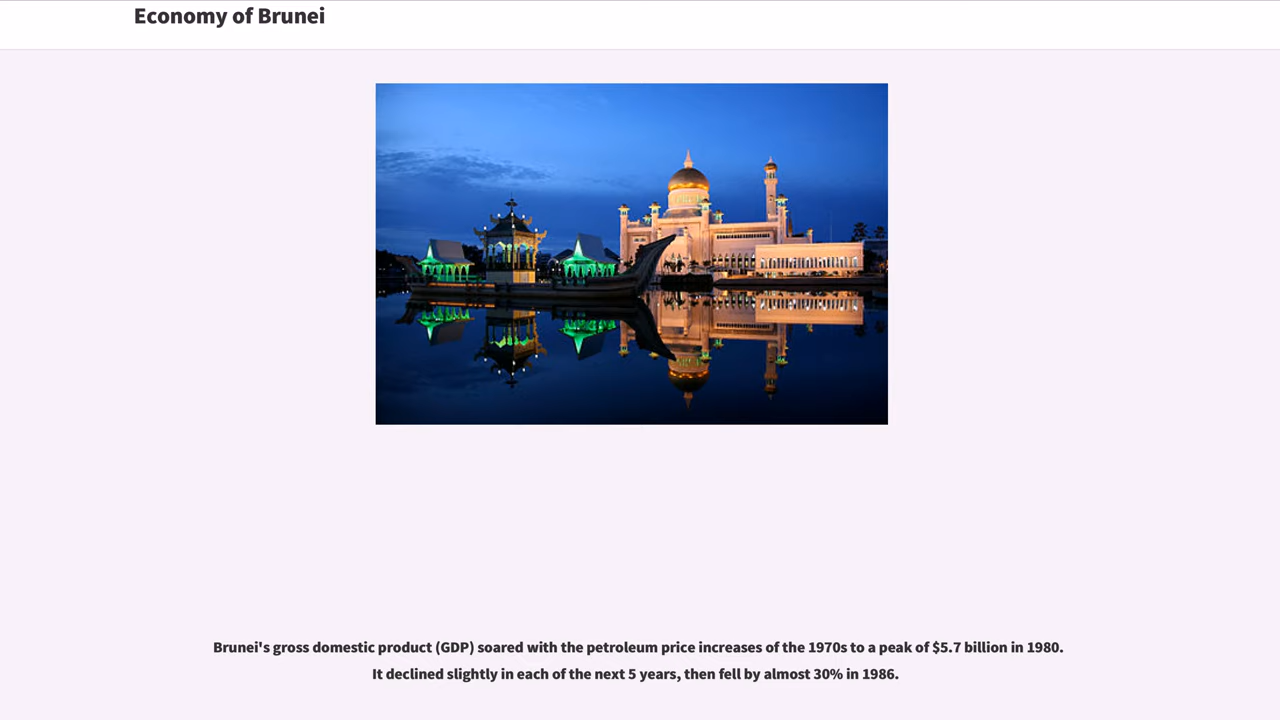 Economy of Brunei
Brunei's gross domestic product (GDP) soared with the petroleum price increases of the 1970s to a peak of $5.7 billion in 1980.
It declined slightly in each of the next 5 years, then fell by almost 30% in 1986.